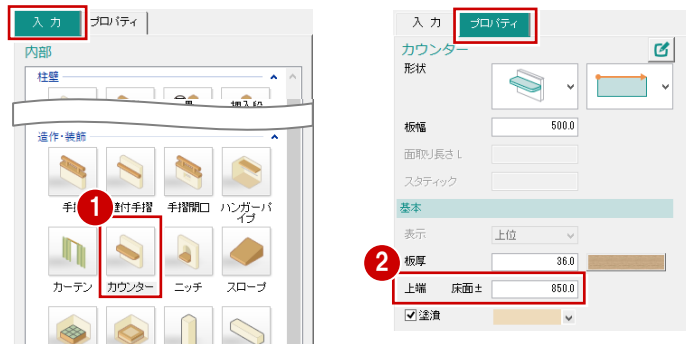 入 力 プロパティ
内部
柱壁
造作・装飾
1
壁付手摺 手摺開口 ハンガーパイプ
カーテン カウンター ニッチ スロープ
入 力 プロパティ
カウンター
形状
板幅 500.0
面取り長さ L
スタティック
基本
表示 上位
2
板厚 36.0
上端 床面± 850.0
塗潰